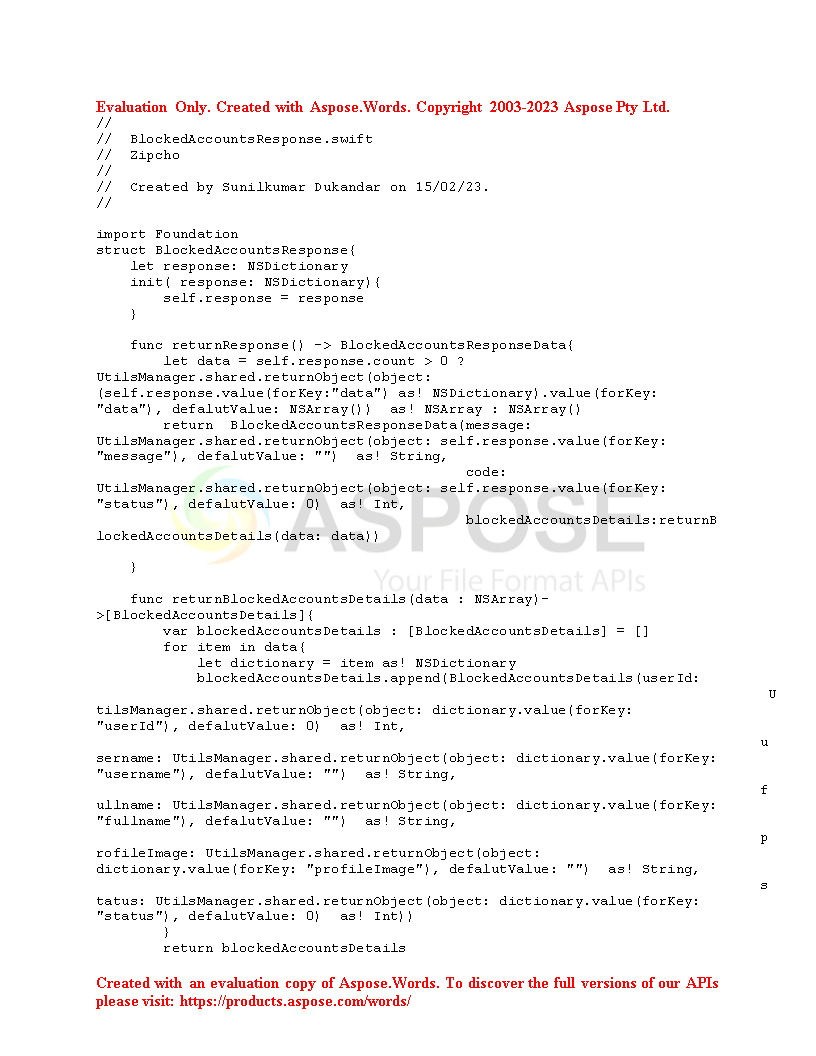 Evaluation Only. Created with Aspose.Words. Copyright 2003-2023 Aspose Pty Ltd.
//
//  BlockedAccountsResponse.swift
//  Zipcho
//
//  Created by Sunilkumar Dukandar on 15/02/23.
//
import Foundation
struct BlockedAccountsResponse{
    let response: NSDictionary
    init( response: NSDictionary){
        self.response = response
    }
    func returnResponse() -> BlockedAccountsResponseData{
        let data = self.response.count > 0 ?
UtilsManager.shared.returnObject(object:
(self.response.value(forKey:"data") as! NSDictionary).value(forKey:
"data"), defalutValue: NSArray())  as! NSArray : NSArray()
        return  BlockedAccountsResponseData(message:
UtilsManager.shared.returnObject(object: self.response.value(forKey:
"message"), defalutValue: "")  as! String,
                                            code:
UtilsManager.shared.returnObject(object: self.response.value(forKey:
"status"), defalutValue: 0)  as! Int,
                                            blockedAccountsDetails:returnB
lockedAccountsDetails(data: data))
ASPOSE
Your File Format APIs
    }
    func returnBlockedAccountsDetails(data : NSArray)-
>[BlockedAccountsDetails]{
        var blockedAccountsDetails : [BlockedAccountsDetails] = []
        for item in data{
            let dictionary = item as! NSDictionary
            blockedAccountsDetails.append(BlockedAccountsDetails(userId:
U
tilsManager.shared.returnObject(object: dictionary.value(forKey:
"userId"), defalutValue: 0)  as! Int,
u
sername: UtilsManager.shared.returnObject(object: dictionary.value(forKey:
"username"), defalutValue: "")  as! String,
f
ullname: UtilsManager.shared.returnObject(object: dictionary.value(forKey:
"fullname"), defalutValue: "")  as! String,
p
rofileImage: UtilsManager.shared.returnObject(object:
dictionary.value(forKey: "profileImage"), defalutValue: "")  as! String,
s
tatus: UtilsManager.shared.returnObject(object: dictionary.value(forKey:
"status"), defalutValue: 0)  as! Int))
        }
        return blockedAccountsDetails
Created with an evaluation copy of Aspose.Words. To discover the full versions of our APIs
please visit: https://products.aspose.com/words/